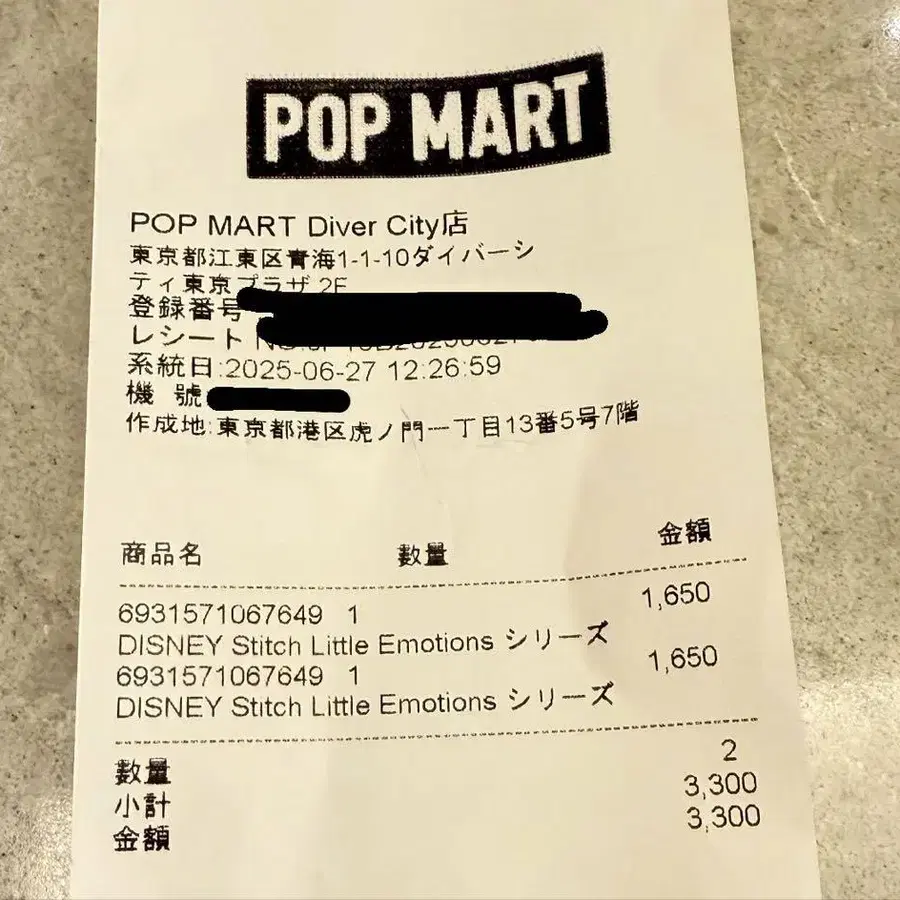 POP MART
POP MART Diver City店
東京都江東区青海1-1-10ダイバーシ
ティ東京プラザ 2F
登録番号
レシート
系統日:2025-06-27 12:26:59
機 號
作成地:東京都港区虎ノ門一丁目13番5号7階
商品名 數量 金額
6931571067649 1 1,650
DISNEY Stitch Little Emotions シリーズ
6931571067649 1 1,650
DISNEY Stitch Little Emotions シリーズ
數量 2
小計 3,300
金額 3,300